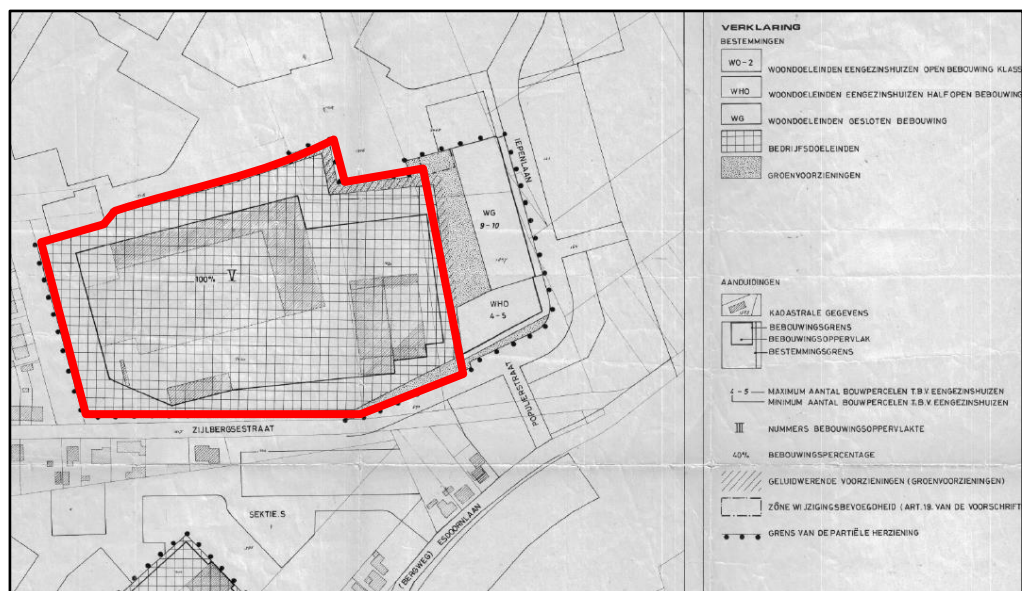 IEPENLAAN
WG
9-10
WHO
4-5
100% V
POPULIERSTRAAT
ZIJLBERGSESTRAAT
SEKTIE.S
ESDOORNLAAN
(BERGWEG)
VERKLARING
BESTEMMINGEN
WO-2 WOONDOELEINDEN EENGEZINSHUIZEN OPEN BEBOUWING KLASS
WHO WOONDOELEINDEN EENGEZINSHUIZEN HALF OPEN BEBOUWING
WG WOONDOELEINDEN GESLOTEN BEBOUWING
BEDRIJFSDOELEINDEN
GROENVOORZIENINGEN
AANDUIDINGEN
KADASTRALE GEGEVENS
BEBOUWINGSGRENS
BEBOUWINGSOPPERVLAK
BESTEMMINGSGRENS
4-5 MAXIMUM AANTAL BOUWPERCELEN T.B.V. EENGEZINSHUIZEN
MINIMUM AANTAL BOUWPERCELEN T.B.V. EENGEZINSHUIZEN
III NUMMERS BEBOUWINGSOPPERVLAKTE
40% BEBOUWINGSPERCENTAGE
GELUIDWERENDE VOORZIENINGEN (GROENVOORZIENINGEN)
ZÔNE WIJZIGINGSBEVOEGDHEID (ART.19. VAN DE VOORSCHRIFT
GRENS VAN DE PARTIËLE HERZIENING